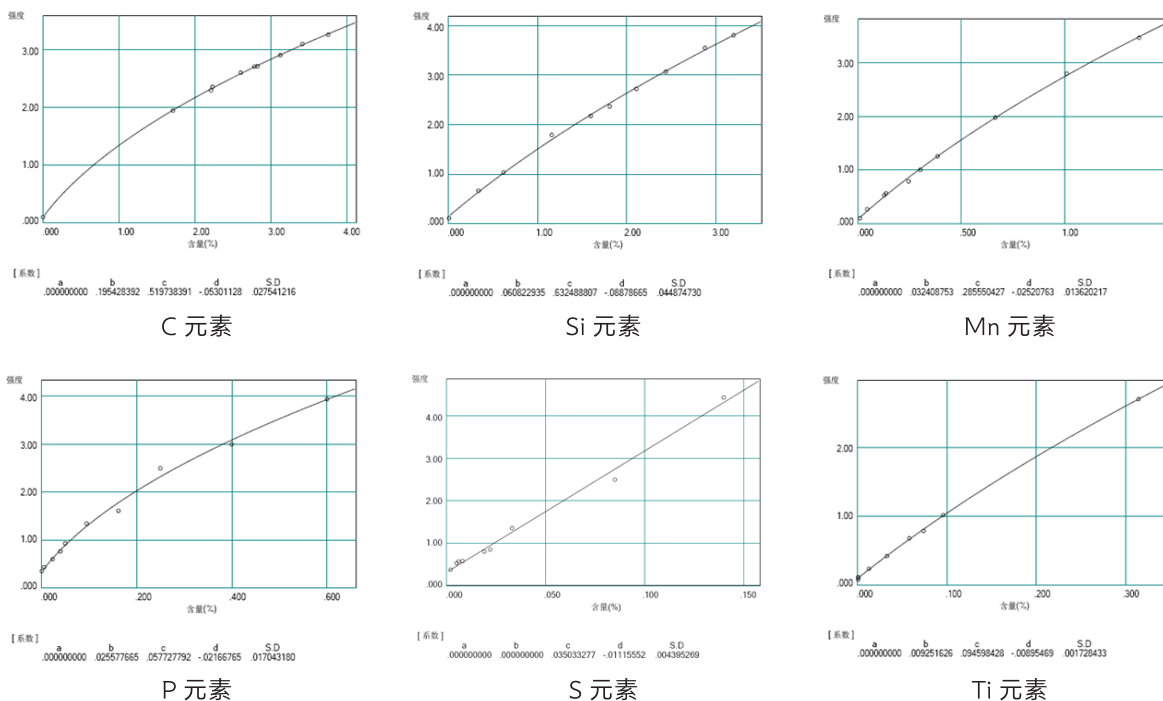 强度
3.00
2.00
1.00
.000
.000 1.00 2.00 3.00 4.00
含量(%)
[系数]
a b c d S.D
.000000000 .195428392 .519738391 -.05301128 .027541216
C 元素
4.00
3.00
2.00
1.00
.000
.000 1.00 2.00 3.00
含量(%)
[系数]
a b c d S.D
.000000000 .060822935 .632488807 -.08878665 .044874730
Si 元素
强度
3.00
2.00
1.00
.000
.000 .500 1.00
含量(%)
[系数]
a b c d S.D
.000000000 .032408753 .285550427 -.02520763 .013620217
Mn 元素
强度
4.00
3.00
2.00
1.00
.000
.000 .200 .400 .600
含量(%)
[系数]
a b c d S.D
.000000000 .025577665 .057727792 -.02166765 .017043180
P 元素
强度
4.00
3.00
2.00
1.00
.000
.000 .050 .100 .150
含量(%)
[系数]
a b c d S.D
.000000000 .000000000 .035033277 -.01115552 .004395269
S 元素
强度
2.00
1.00
.000
.000 .100 .200 .300
含量(%)
[系数]
a b c d S.D
.000000000 .009251626 .094598428 -.00895469 .001728433
Ti 元素